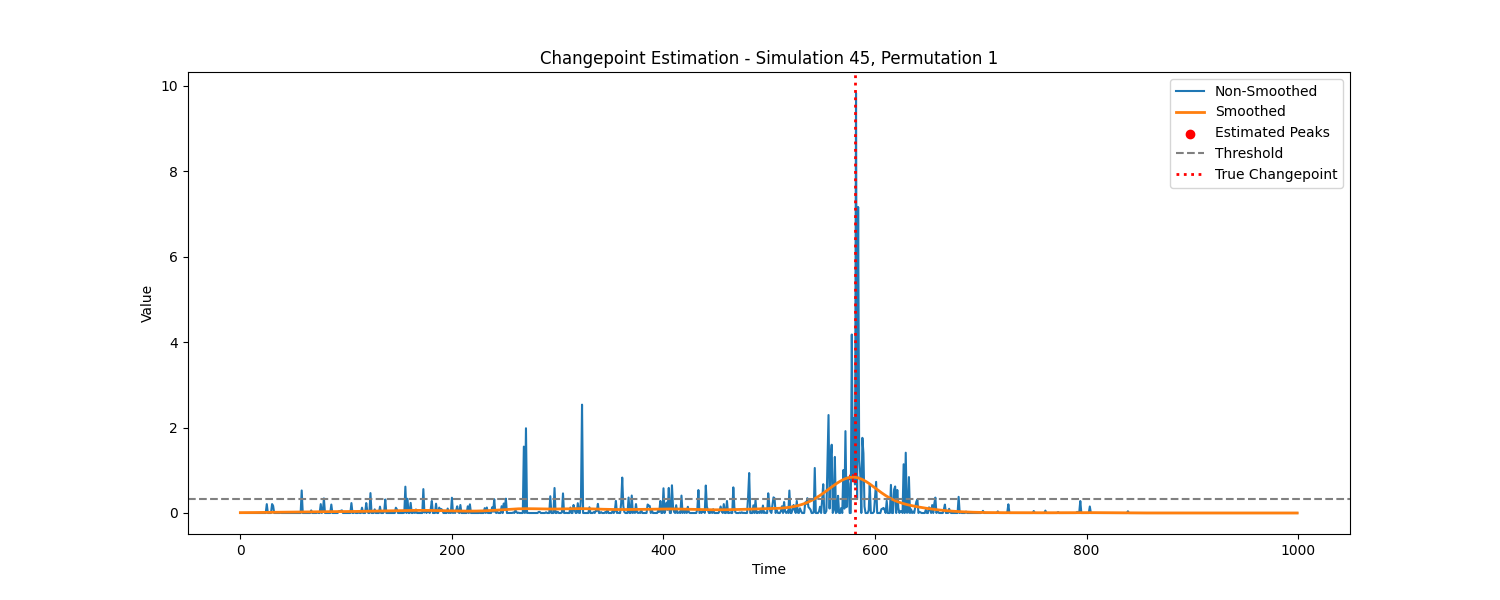 Changepoint Estimation - Simulation 45, Permutation 1
10
8
6
4
2
0
Value
0 200 400 600 800 1000
Time
Non-Smoothed
Smoothed
Estimated Peaks
Threshold
True Changepoint